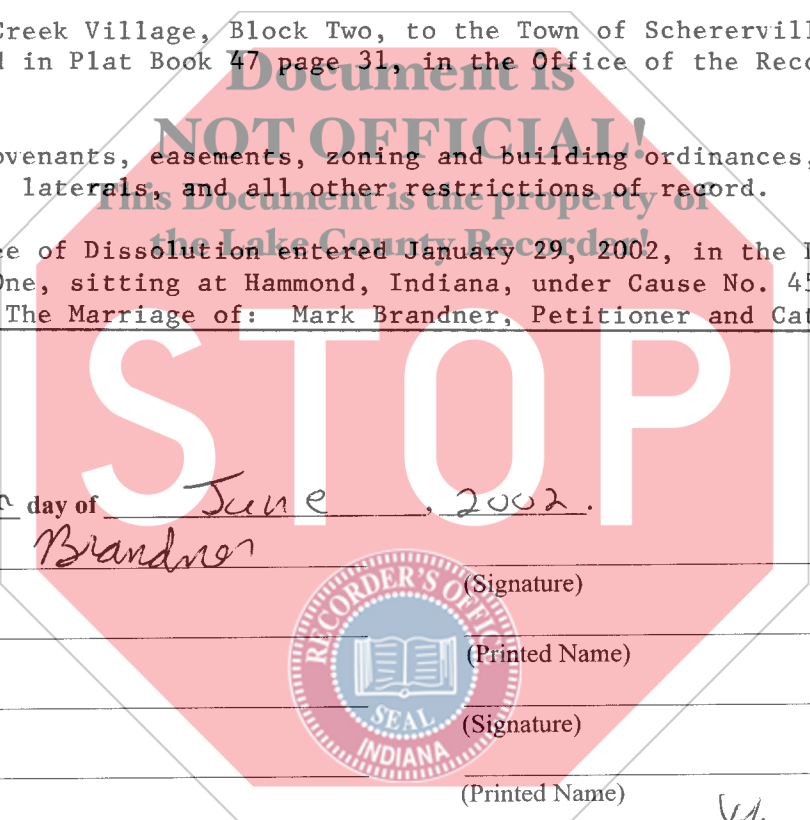 Creek Village, Block Two, to the Town of Scherervill
d in Plat Book 47 page 31, in the Office of the Reco
Document is
NOT OFFICIAL!
ovenants, easements, zoning and building ordinances,
laterals, and all other restrictions of record.
This Document is the property of
the Lake County Recorder!
ee of Dissolution entered January 29, 2002, in the
One, sitting at Hammond, Indiana, under Cause No. 45
The Marriage of: Mark Brandner, Petitioner and Cat
STOP
day of June, 2002.
Brandner
(Signature)
(Printed Name)
(Signature)
(Printed Name)
RECORDER'S OFFICE
SEAL
INDIANA